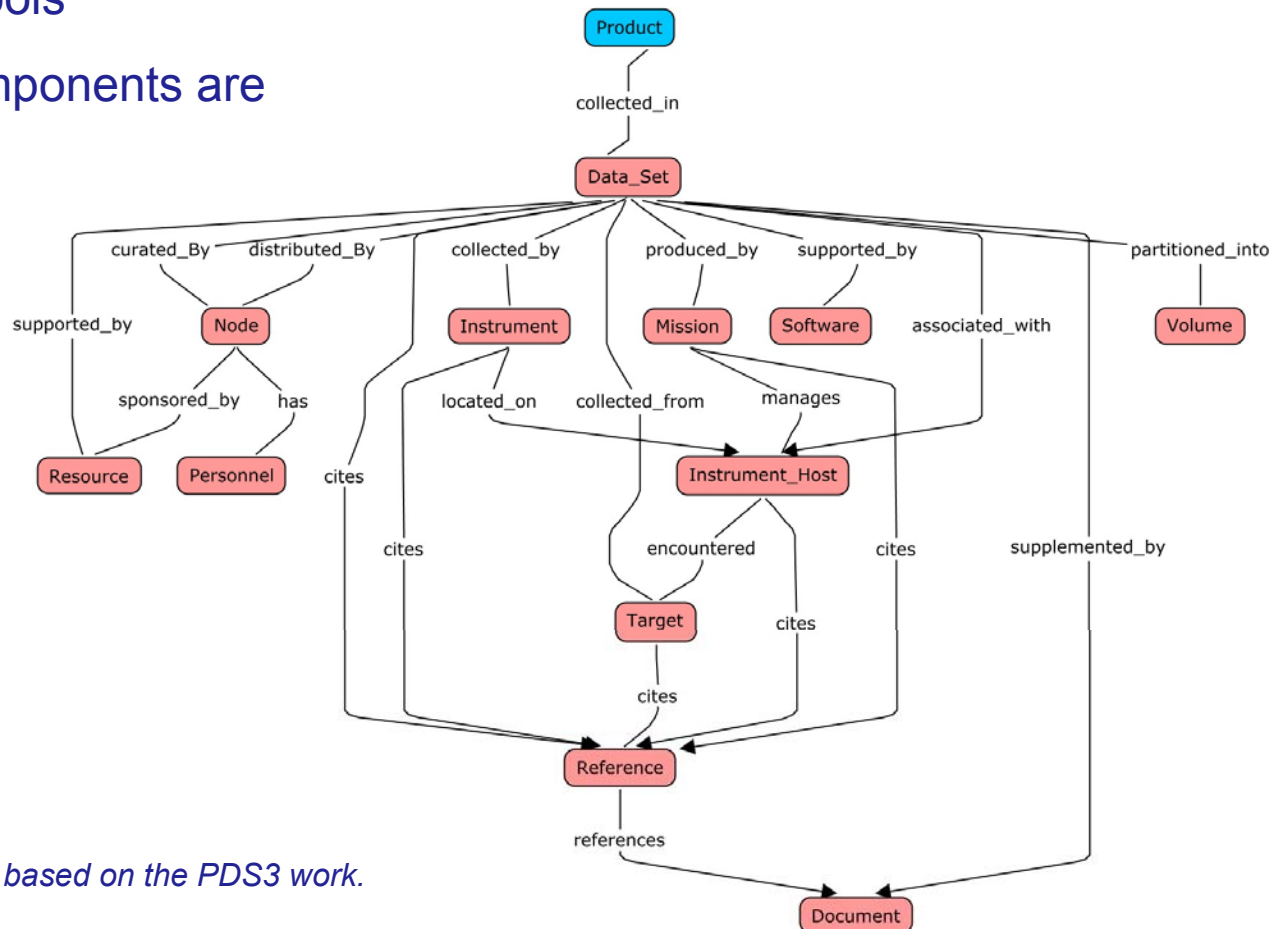 Product
mponents are
collected_in
Data_Set
curated_By
distributed_By
collected_by
produced_by
supported_by
partitioned_into
supported_by
Node
Instrument
Mission
Software
associated_with
Volume
sponsored_by
has
located_on
collected_from
manages
Resource
Personnel
cites
Instrument_Host
cites
encountered
cites
supplemented_by
Target
cites
cites
Reference
references
based on the PDS3 work.
Document